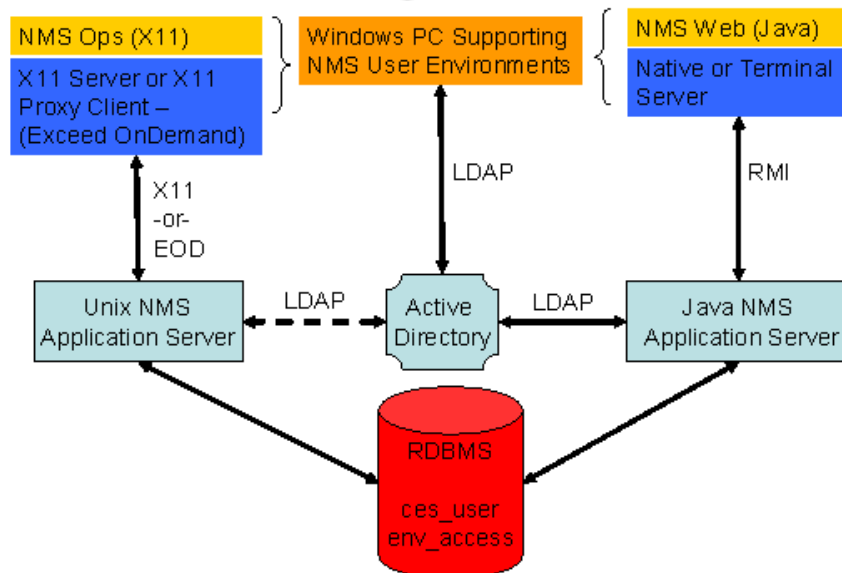 NMS Ops (X11)
X11 Server or X11
Proxy Client –
(Exceed OnDemand)
Windows PC Supporting
NMS User Environments
NMS Web (Java)
Native or Terminal
Server
X11
-or-
EOD
LDAP
RMI
Unix NMS
Application Server
LDAP
Active
Directory
LDAP
Java NMS
Application Server
RDBMS
ces_user
env_access